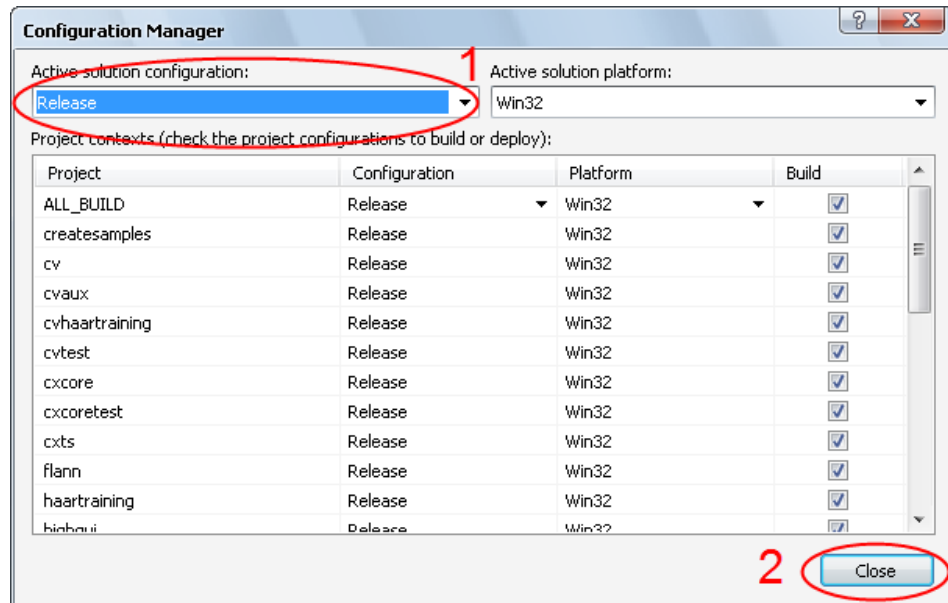 Configuration Manager
1
Active solution configuration: Active solution platform:
Release Win32
Project contexts (check the project configurations to build or deploy):
Project Configuration Platform Build
ALL_BUILD Release Win32
createsamples Release Win32
cv Release Win32
cvaux Release Win32
cvhaartraining Release Win32
cvtest Release Win32
cxcore Release Win32
cxcoretest Release Win32
cxts Release Win32
flann Release Win32
haartraining Release Win32
highgui Release Win32
2 Close